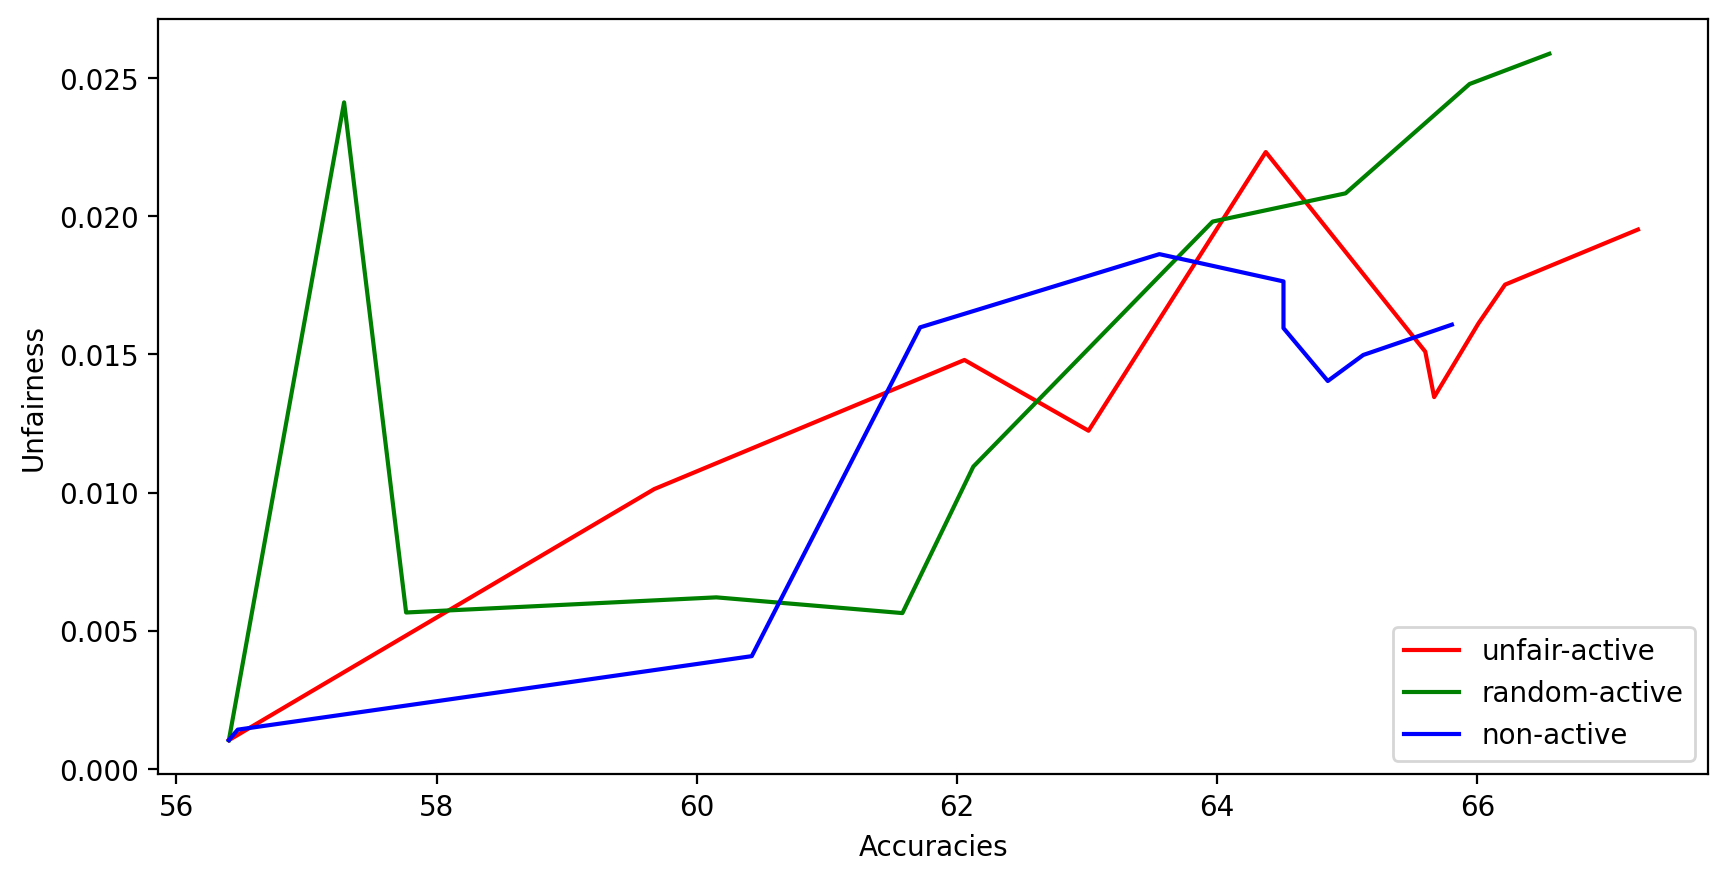 0.025
0.020
0.015
0.010
0.005
0.000
Unfairness
56 58 60 62 64 66
Accuracies
unfair-active
random-active
non-active